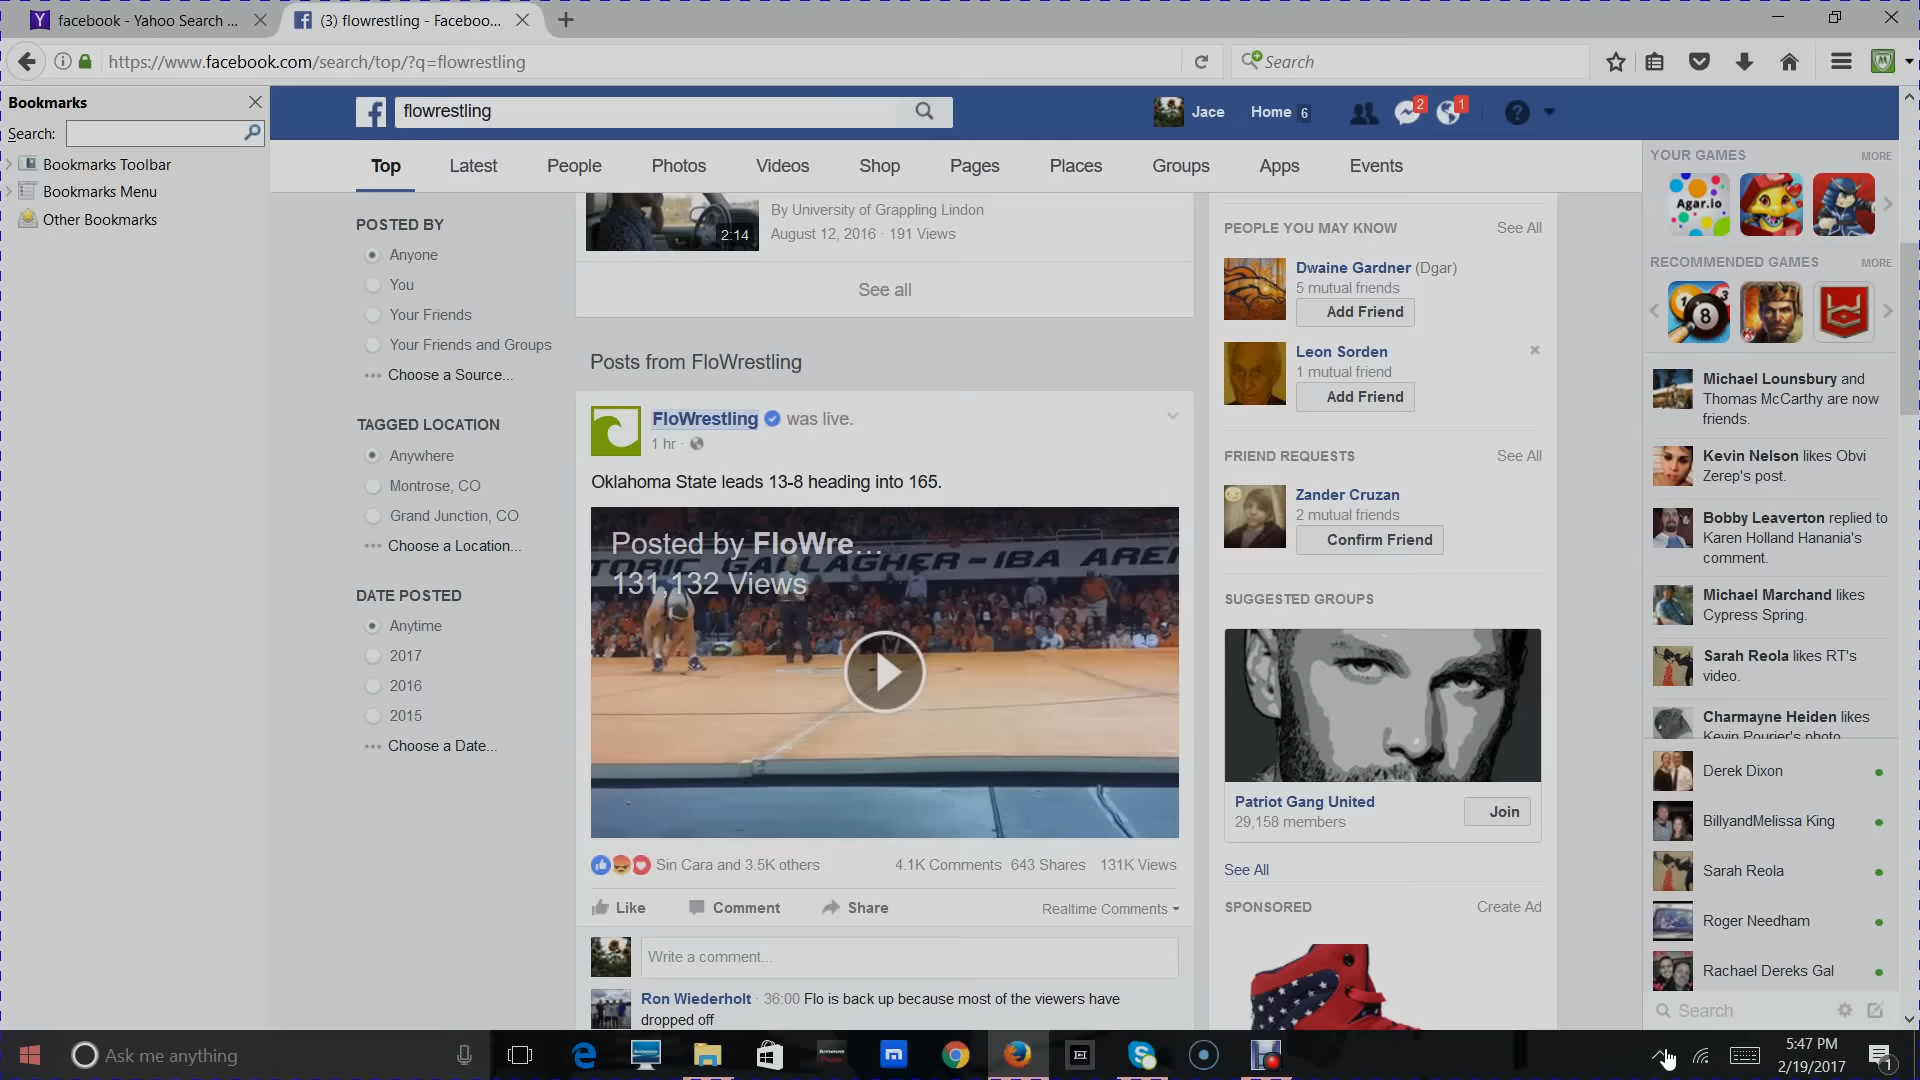 facebook - Yahoo Search ...
(3) flowrestling - Faceboo...
https://www.facebook.com/search/top/?q=flowrestling
Search
Bookmarks
Search:
Bookmarks Toolbar
Bookmarks Menu
Other Bookmarks
flowrestling
Jace
Home 6
2
1
Top
Latest
People
Photos
Videos
Shop
Pages
Places
Groups
Apps
Events
POSTED BY
Anyone
You
Your Friends
Your Friends and Groups
Choose a Source...
TAGGED LOCATION
Anywhere
Montrose, CO
Grand Junction, CO
Choose a Location...
DATE POSTED
Anytime
2017
2016
2015
Choose a Date...
2:14
By University of Grappling Lindon
August 12, 2016 · 191 Views
See all
Posts from FloWrestling
FloWrestling was live.
1 hr ·
Oklahoma State leads 13-8 heading into 165.
Posted by FloWre...
TORIC GALLAGHER-IBA AREN
131,132 Views
Sin Cara and 3.5K others
4.1K Comments 643 Shares 131K Views
Like
Comment
Share
Realtime Comments
Write a comment...
Ron Wiederholt · 36:00 Flo is back up because most of the viewers have
dropped off
PEOPLE YOU MAY KNOW
See All
Dwaine Gardner (Dgar)
5 mutual friends
Add Friend
Leon Sorden
1 mutual friend
Add Friend
FRIEND REQUESTS
See All
Zander Cruzan
2 mutual friends
Confirm Friend
SUGGESTED GROUPS
Patriot Gang United
29,158 members
Join
See All
SPONSORED
Create Ad
YOUR GAMES
MORE
Agar.io
RECOMMENDED GAMES
MORE
8
Michael Lounsbury and
Thomas McCarthy are now
friends.
Kevin Nelson likes Obvi
Zerep's post.
Bobby Leaverton replied to
Karen Holland Hanania's
comment.
Michael Marchand likes
Cypress Spring.
Sarah Reola likes RT's
video.
Charmayne Heiden likes
Kevin Pourier's photo
Derek Dixon
BillyandMelissa King
Sarah Reola
Roger Needham
Rachael Dereks Gal
Search
Ask me anything
5:47 PM
2/19/2017
1